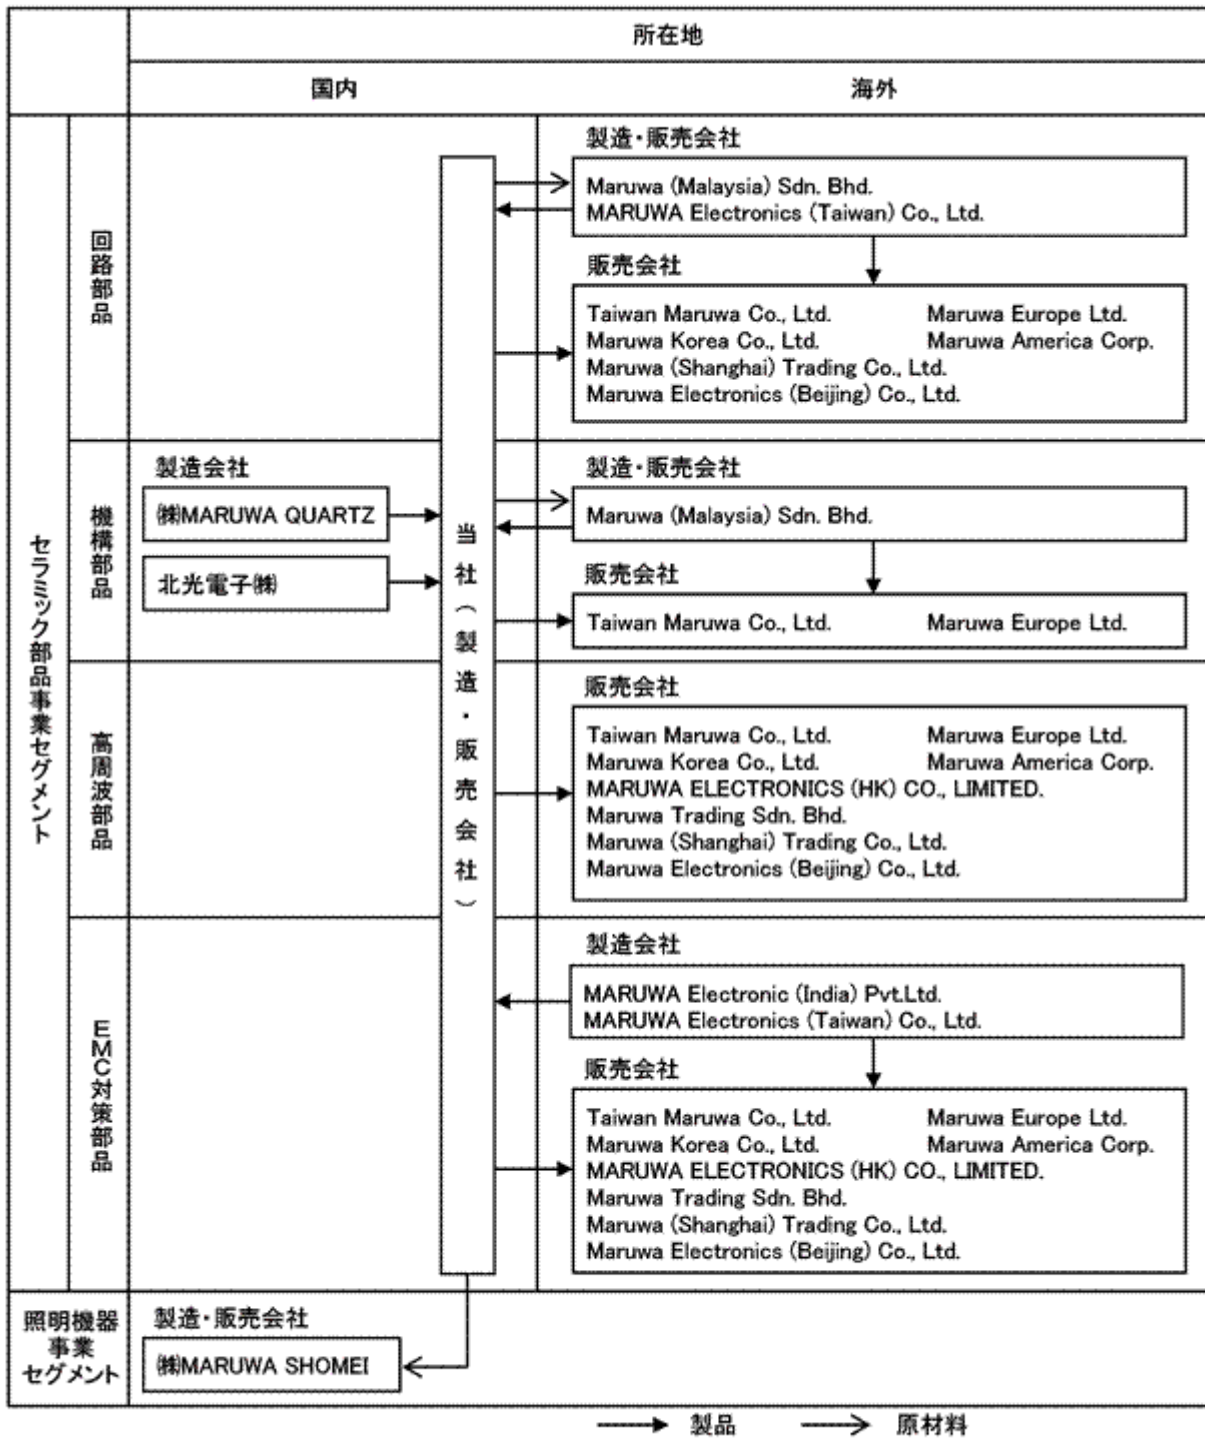 所在地
国内
海外
セラミック部品事業セグメント
回路部品
当社(製造・販売会社)
製造・販売会社
Maruwa (Malaysia) Sdn. Bhd.
MARUWA Electronics (Taiwan) Co., Ltd.
販売会社
Taiwan Maruwa Co., Ltd. Maruwa Europe Ltd.
Maruwa Korea Co., Ltd. Maruwa America Corp.
Maruwa (Shanghai) Trading Co., Ltd.
Maruwa Electronics (Beijing) Co., Ltd.
機構部品
製造会社
㈱MARUWA QUARTZ
北光電子㈱
製造・販売会社
Maruwa (Malaysia) Sdn. Bhd.
販売会社
Taiwan Maruwa Co., Ltd. Maruwa Europe Ltd.
高周波部品
販売会社
Taiwan Maruwa Co., Ltd. Maruwa Europe Ltd.
Maruwa Korea Co., Ltd. Maruwa America Corp.
MARUWA ELECTRONICS (HK) CO., LIMITED.
Maruwa Trading Sdn. Bhd.
Maruwa (Shanghai) Trading Co., Ltd.
Maruwa Electronics (Beijing) Co., Ltd.
EMC対策部品
製造会社
MARUWA Electronic (India) Pvt.Ltd.
MARUWA Electronics (Taiwan) Co., Ltd.
販売会社
Taiwan Maruwa Co., Ltd. Maruwa Europe Ltd.
Maruwa Korea Co., Ltd. Maruwa America Corp.
MARUWA ELECTRONICS (HK) CO., LIMITED.
Maruwa Trading Sdn. Bhd.
Maruwa (Shanghai) Trading Co., Ltd.
Maruwa Electronics (Beijing) Co., Ltd.
照明機器
事業
セグメント
製造・販売会社
㈱MARUWA SHOMEI
製品 原材料